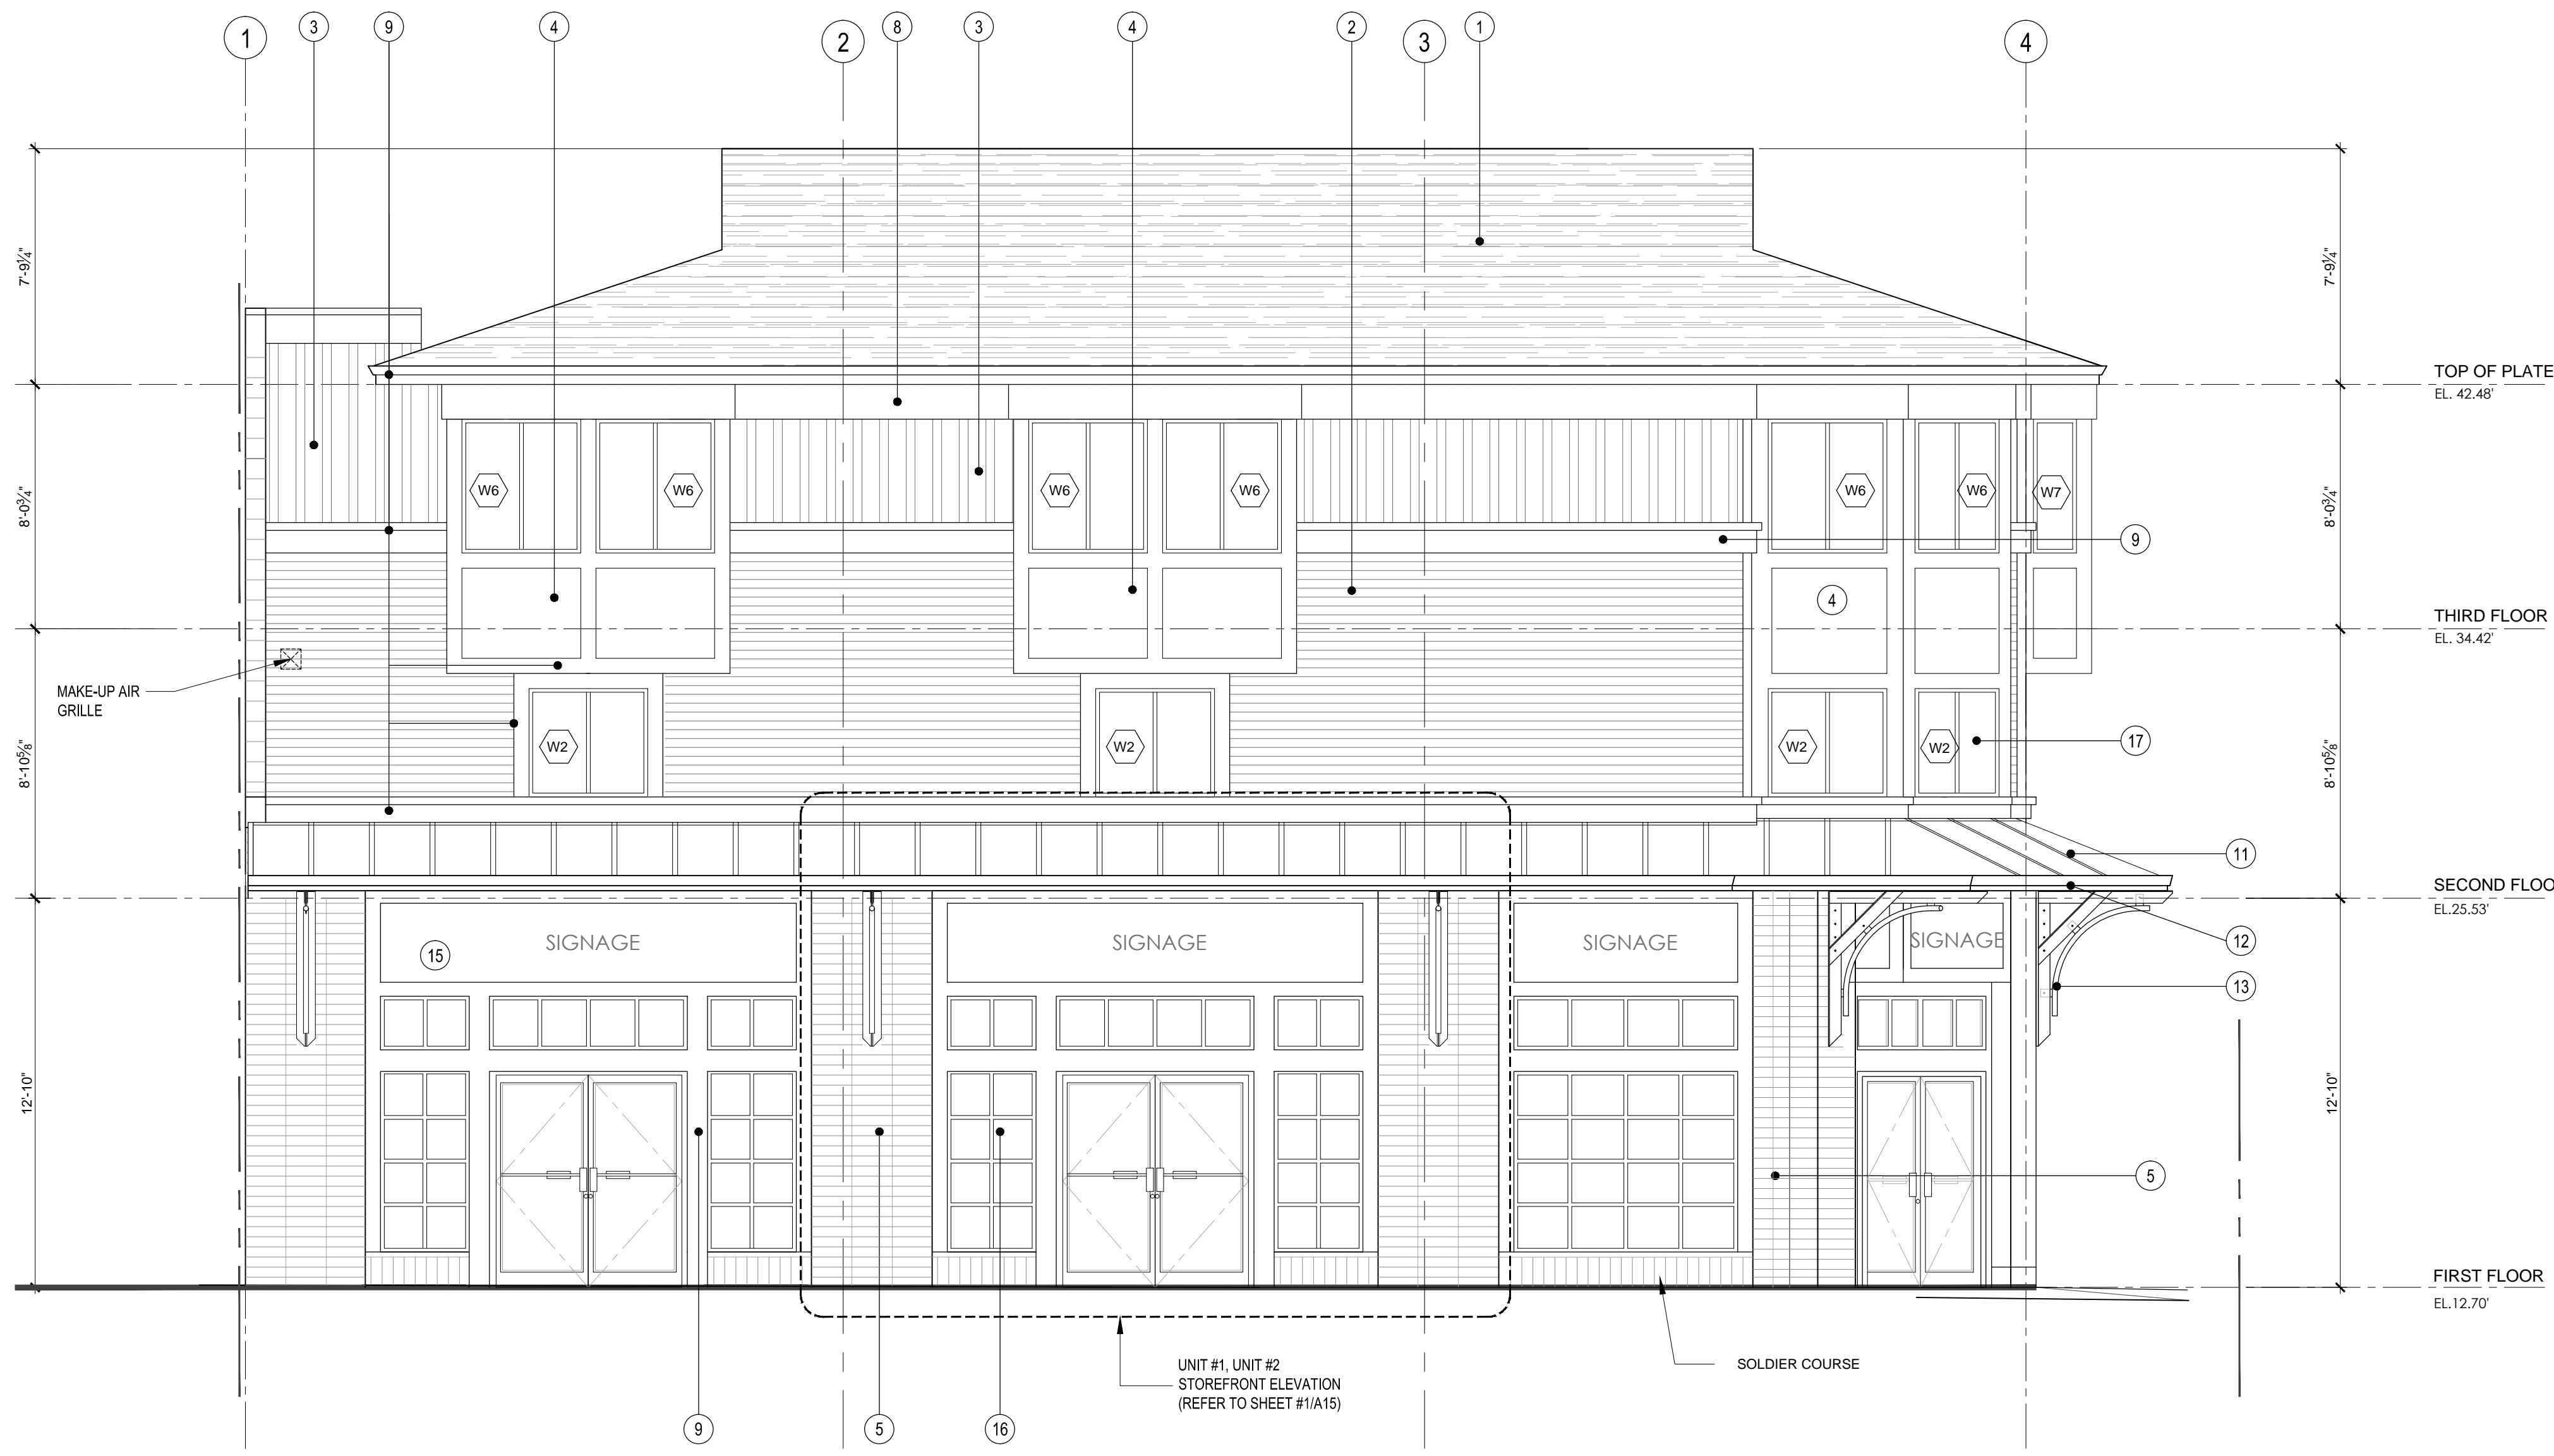 1 3 9 4 2 8 3 4 2 3 1 4
7'-9¼" 7'-9¼"
TOP OF PLATE
EL. 42.48'
8'-0¾" 8'-0¾"
W6 W6 W6 W6 W6 W6 W7
9
4
THIRD FLOOR
EL. 34.42'
MAKE-UP AIR
GRILLE
8'-10⅝" 8'-10⅝"
W2 W2 W2 W2 17
11
SECOND FLOO
EL.25.53'
15 SIGNAGE SIGNAGE SIGNAGE SIGNAGE 12
13
12'-10" 12'-10"
5
FIRST FLOOR
EL.12.70'
UNIT #1, UNIT #2
STOREFRONT ELEVATION
(REFER TO SHEET #1/A15)
SOLDIER COURSE
9 5 16